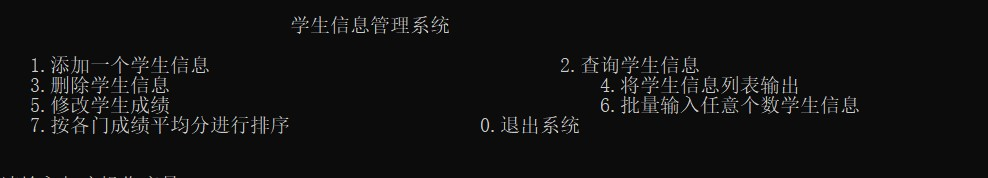 学生信息管理系统
1.添加一个学生信息 2.查询学生信息
3.删除学生信息 4.将学生信息列表输出
5.修改学生成绩 6.批量输入任意个数学生信息
7.按各门成绩平均分进行排序 0.退出系统